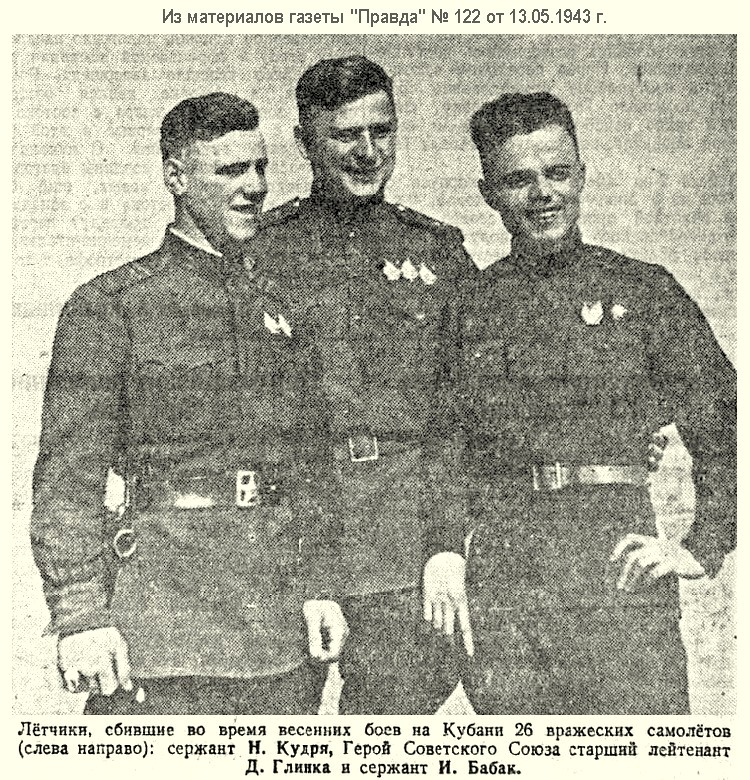 Из материалов газеты "Правда" № 122 от 13.05.1943 г.
Лётчики, сбившие во время весенних боев на Кубани 26 вражеских самолётов
(слева направо): сержант Н. Кудря, Герой Советского Союза старший лейтенант
Д. Глинка и сержант И. Бабак.